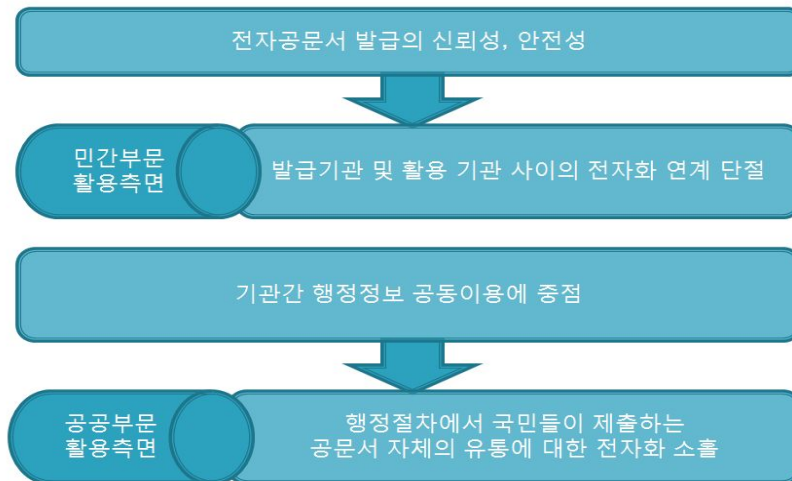 전자공문서 발급의 신뢰성, 안전성
민간부문
활용측면
발급기관 및 활용 기관 사이의 전자화 연계 단절
기관간 행정정보 공동이용에 중점
공공부문
활용측면
행정절차에서 국민들이 제출하는
공문서 자체의 유통에 대한 전자화 소홀